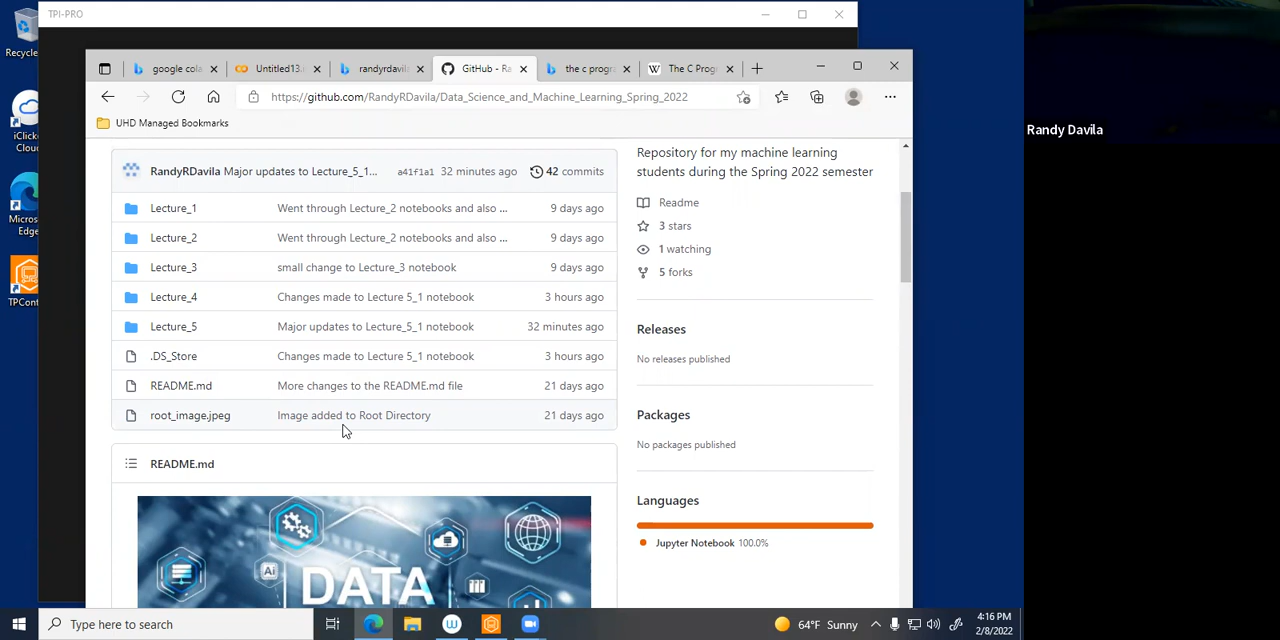 TPI-PRO
Recycle
iClicke
Cloud
Micros
Edge
TPCont
google cola
Untitled13.i
randyrdavila
GitHub - Ra
the c progra
The C Prog
https://github.com/RandyRDavila/Data_Science_and_Machine_Learning_Spring_2022
UHD Managed Bookmarks
RandyRDavila Major updates to Lecture_5_1... a41f1a1 32 minutes ago 42 commits
Lecture_1 Went through Lecture_2 notebooks and also ... 9 days ago
Lecture_2 Went through Lecture_2 notebooks and also ... 9 days ago
Lecture_3 small change to Lecture_3 notebook 9 days ago
Lecture_4 Changes made to Lecture 5_1 notebook 3 hours ago
Lecture_5 Major updates to Lecture_5_1 notebook 32 minutes ago
.DS_Store Changes made to Lecture 5_1 notebook 3 hours ago
README.md More changes to the README.md file 21 days ago
root_image.jpeg Image added to Root Directory 21 days ago
README.md
Ai
DATA
Repository for my machine learning
students during the Spring 2022 semester
Readme
3 stars
1 watching
5 forks
Releases
No releases published
Packages
No packages published
Languages
Jupyter Notebook 100.0%
Randy Davila
Type here to search
64°F Sunny
4:16 PM
2/8/2022